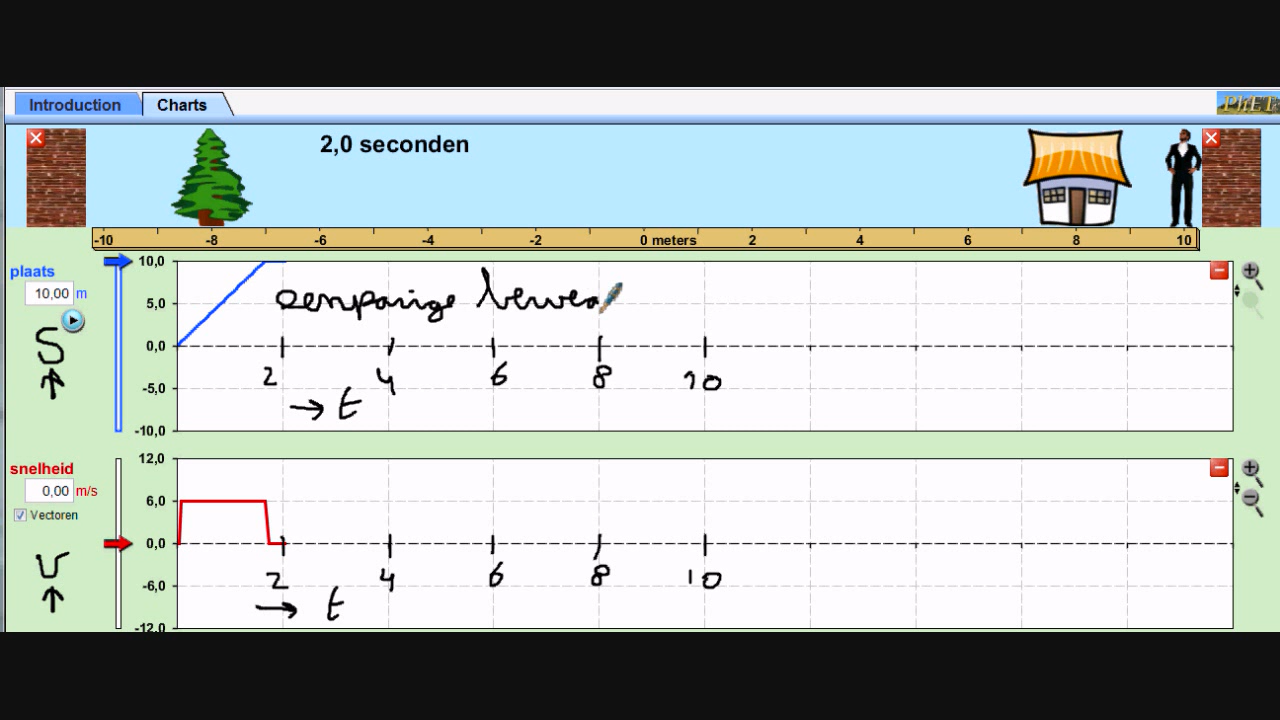 Introduction Charts PhET
2,0 seconden
-10 -8 -6 -4 -2 0 meters 2 4 6 8 10
plaats
10,00 m
S
10,0
5,0
0,0
-5,0
-10,0
eenparige bewea
2 4 6 8 10
→ t
snelheid
0,00 m/s
Vectoren
v
12,0
6,0
0,0
-6,0
-12,0
2 4 6 8 10
→ t